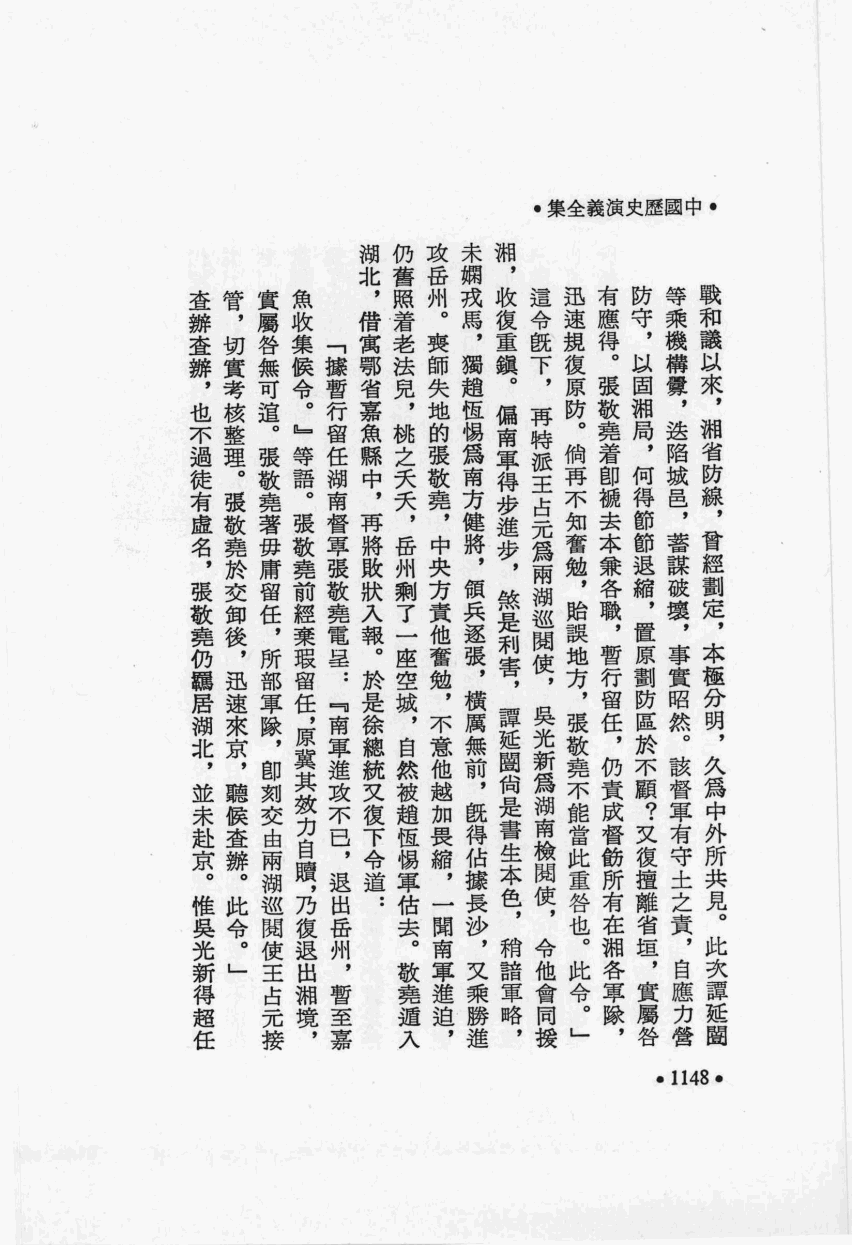 •中國歷史演義全集•
戰和議以來，湘省防線，曾經劃定，本極分明，久爲中外所共見。此次譚延闓
等乘機構釁，迭陷城邑，蓄謀破壞，事實昭然。該督軍有守土之責，自應力營
防守，以固湘局，何得節節退縮，置原劃防區於不顧？又復擅離省垣，實屬咎
有應得。張敬堯着卽褫去本兼各職，暫行留任，仍責成督飭所有在湘各軍隊，
迅速規復原防。倘再不知奮勉，貽誤地方，張敬堯不能當此重咎也。此令。」
這令旣下，再特派王占元爲兩湖巡閱使，吳光新爲湖南檢閱使，令他會同援
湘，收復重鎭。偏南軍得步進步，煞是利害，譚延闓尙是書生本色，稍諳軍略，
未嫻戎馬，獨趙恆惕爲南方健將，領兵逐張，橫厲無前，旣得佔據長沙，又乘勝進
攻岳州。喪師失地的張敬堯，中央方責他奮勉，不意他越加畏縮，一聞南軍進迫，
仍舊照着老法兒，桃之夭夭，岳州剩了一座空城，自然被趙恆惕軍估去。敬堯遁入
湖北，借寓鄂省嘉魚縣中，再將敗狀入報。於是徐總統又復下令道：
「據暫行留任湖南督軍張敬堯電呈：『南軍進攻不已，退出岳州，暫至嘉
魚收集候令。』等語。張敬堯前經棄瑕留任，原冀其效力自贖，乃復退出湘境，
實屬咎無可逭。張敬堯著毋庸留任，所部軍隊，卽刻交由兩湖巡閱使王占元接
管，切實考核整理。張敬堯於交卸後，迅速來京，聽候查辦。此令。」
查辦查辦，也不過徒有虛名，張敬堯仍羈居湖北，並未赴京。惟吳光新得超任
•1148•